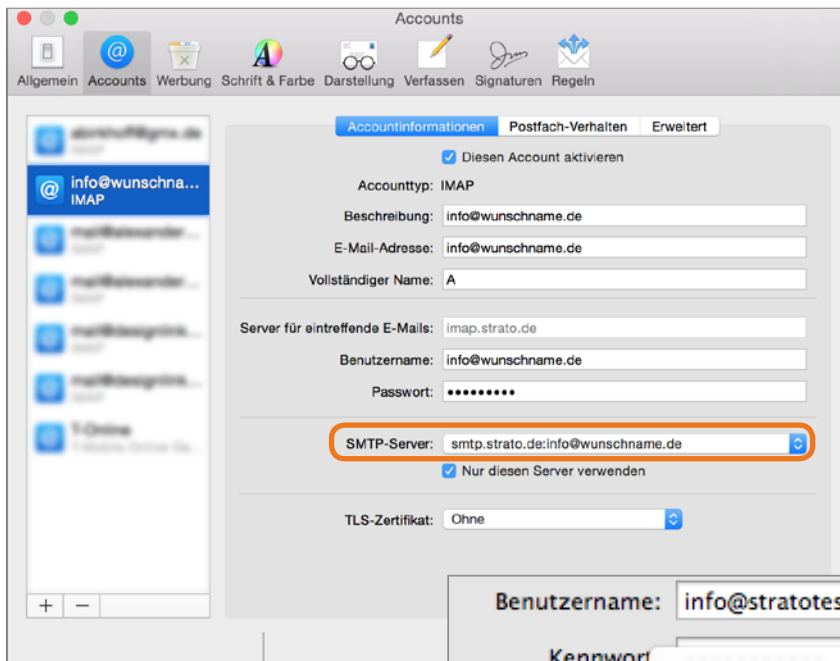 Accounts
Allgemein Accounts Werbung Schrift & Farbe Darstellung Verfassen Signaturen Regeln
info@wunschna...
IMAP
Accountinformationen Postfach-Verhalten Erweitert
Diesen Account aktivieren
Accounttyp: IMAP
Beschreibung: info@wunschname.de
E-Mail-Adresse: info@wunschname.de
Vollständiger Name: A
Server für eintreffende E-Mails: imap.strato.de
Benutzername: info@wunschname.de
Passwort: •••••••••
SMTP-Server: smtp.strato.de:info@wunschname.de
Nur diesen Server verwenden
TLS-Zertifikat: Ohne
+ −
Benutzername: info@stratotes
Kennwort